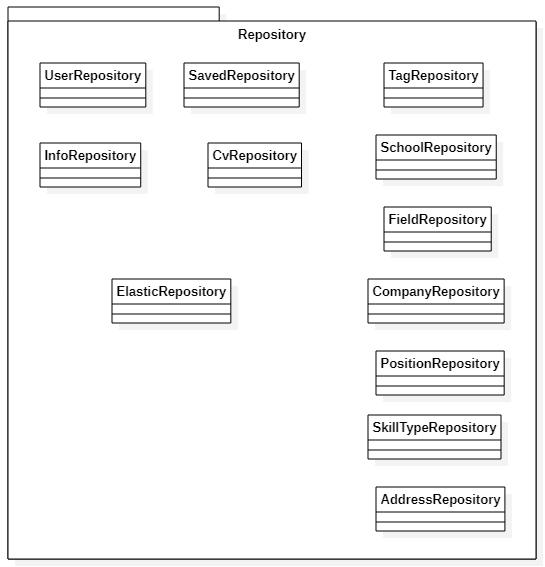 Repository
UserRepository
SavedRepository
TagRepository
InfoRepository
CvRepository
SchoolRepository
FieldRepository
ElasticRepository
CompanyRepository
PositionRepository
SkillTypeRepository
AddressRepository